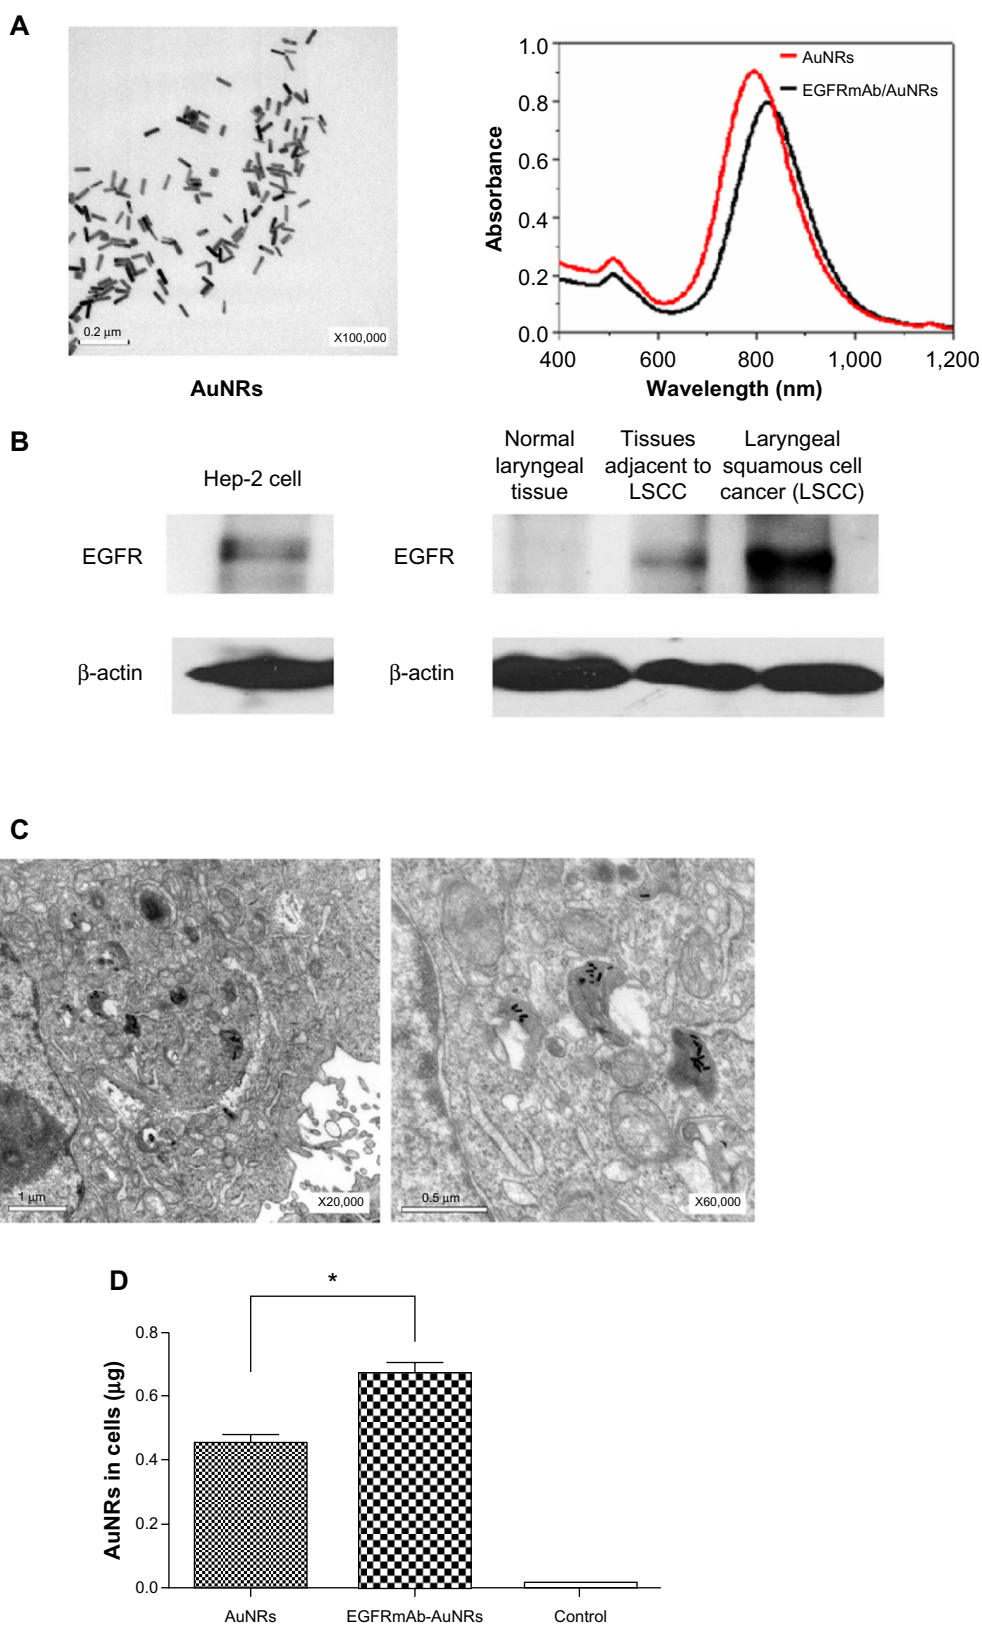 A
0.2 μm
X100,000
AuNRs
1.0
0.8
0.6
0.4
0.2
0.0
Absorbance
AuNRs
EGFRmAb/AuNRs
400
600
800
1,000
1,200
Wavelength (nm)
B
Hep-2 cell
EGFR
β-actin
Normal
laryngeal
tissue
Tissues
adjacent to
LSCC
Laryngeal
squamous cell
cancer (LSCC)
EGFR
β-actin
C
1 μm
X20,000
0.5 μm
X60,000
D
*
0.8
0.6
0.4
0.2
0.0
AuNRs in cells (μg)
AuNRs
EGFRmAb-AuNRs
Control